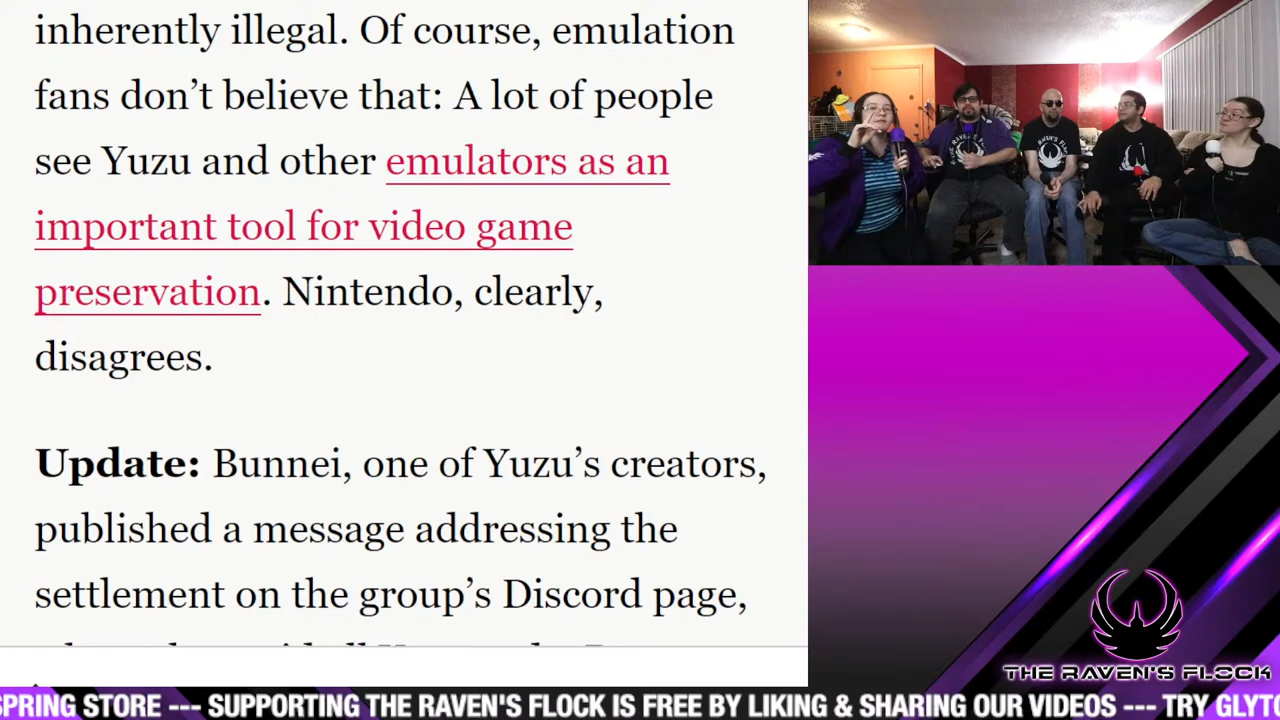 inherently illegal. Of course, emulation
fans don’t believe that: A lot of people
see Yuzu and other emulators as an
important tool for video game
preservation. Nintendo, clearly,
disagrees.
Update: Bunnei, one of Yuzu’s creators,
published a message addressing the
settlement on the group’s Discord page,
THE RAVEN'S FLOCK
SPRING STORE --- SUPPORTING THE RAVEN'S FLOCK IS FREE BY LIKING & SHARING OUR VIDEOS --- TRY